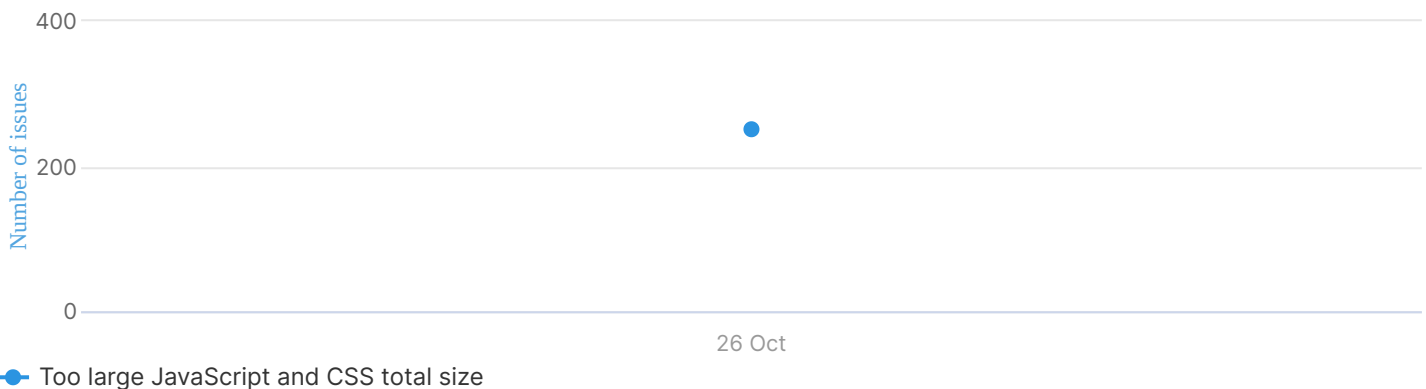 400
Number of issues
200
0
26 Oct
Too large JavaScript and CSS total size